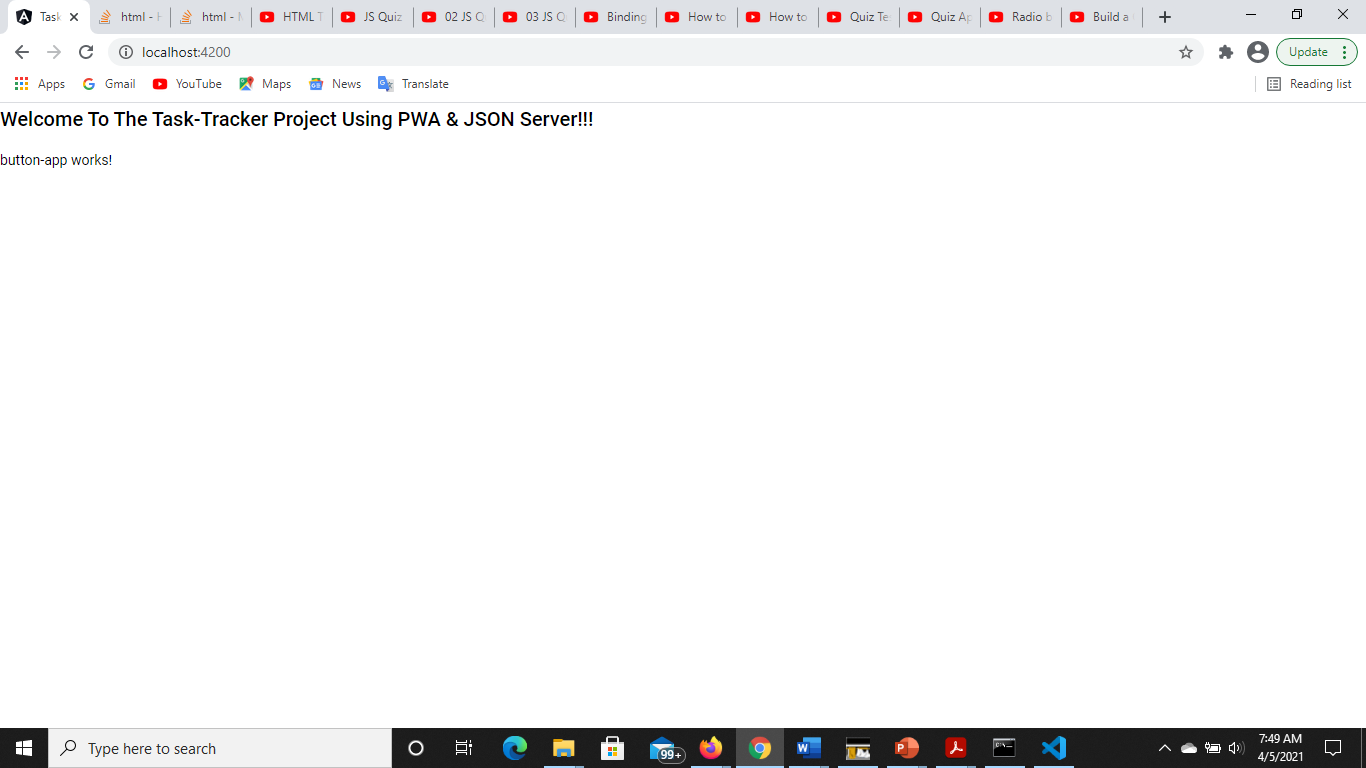 Task html - html - HTML T JS Quiz 02 JS Q 03 JS Q Binding How to How to Quiz Te Quiz Ap Radio b Build a
localhost:4200 Update
Apps Gmail YouTube Maps News Translate Reading list
Welcome To The Task-Tracker Project Using PWA & JSON Server!!!
button-app works!
Type here to search 99+ 7:49 AM
4/5/2021